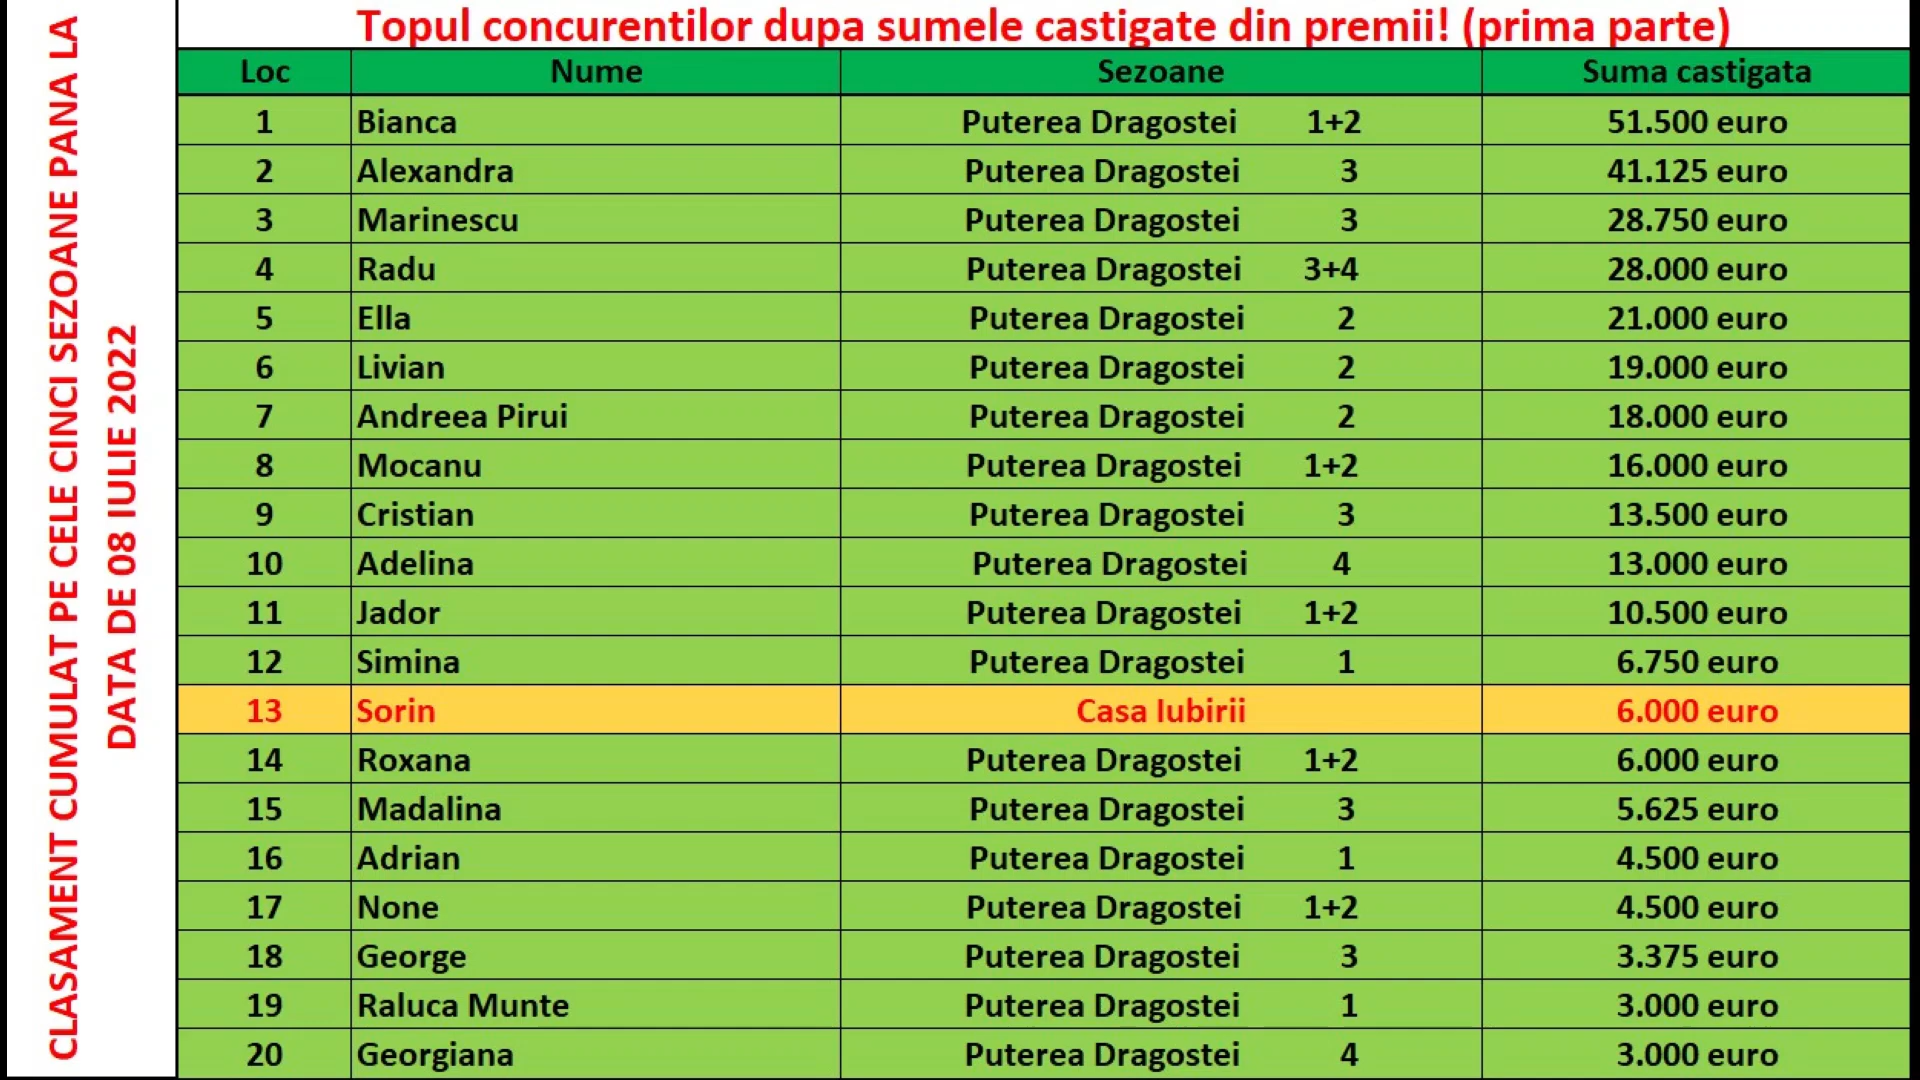 CLASAMENT CUMULAT PE CELE CINCI SEZOANE PANA LA
DATA DE 08 IULIE 2022
Topul concurentilor dupa sumele castigate din premii! (prima parte)
Loc Nume Sezoane Suma castigata
1 Bianca Puterea Dragostei 1+2 51.500 euro
2 Alexandra Puterea Dragostei 3 41.125 euro
3 Marinescu Puterea Dragostei 3 28.750 euro
4 Radu Puterea Dragostei 3+4 28.000 euro
5 Ella Puterea Dragostei 2 21.000 euro
6 Livian Puterea Dragostei 2 19.000 euro
7 Andreea Pirui Puterea Dragostei 2 18.000 euro
8 Mocanu Puterea Dragostei 1+2 16.000 euro
9 Cristian Puterea Dragostei 3 13.500 euro
10 Adelina Puterea Dragostei 4 13.000 euro
11 Jador Puterea Dragostei 1+2 10.500 euro
12 Simina Puterea Dragostei 1 6.750 euro
13 Sorin Casa Iubirii 6.000 euro
14 Roxana Puterea Dragostei 1+2 6.000 euro
15 Madalina Puterea Dragostei 3 5.625 euro
16 Adrian Puterea Dragostei 1 4.500 euro
17 None Puterea Dragostei 1+2 4.500 euro
18 George Puterea Dragostei 3 3.375 euro
19 Raluca Munte Puterea Dragostei 1 3.000 euro
20 Georgiana Puterea Dragostei 4 3.000 euro